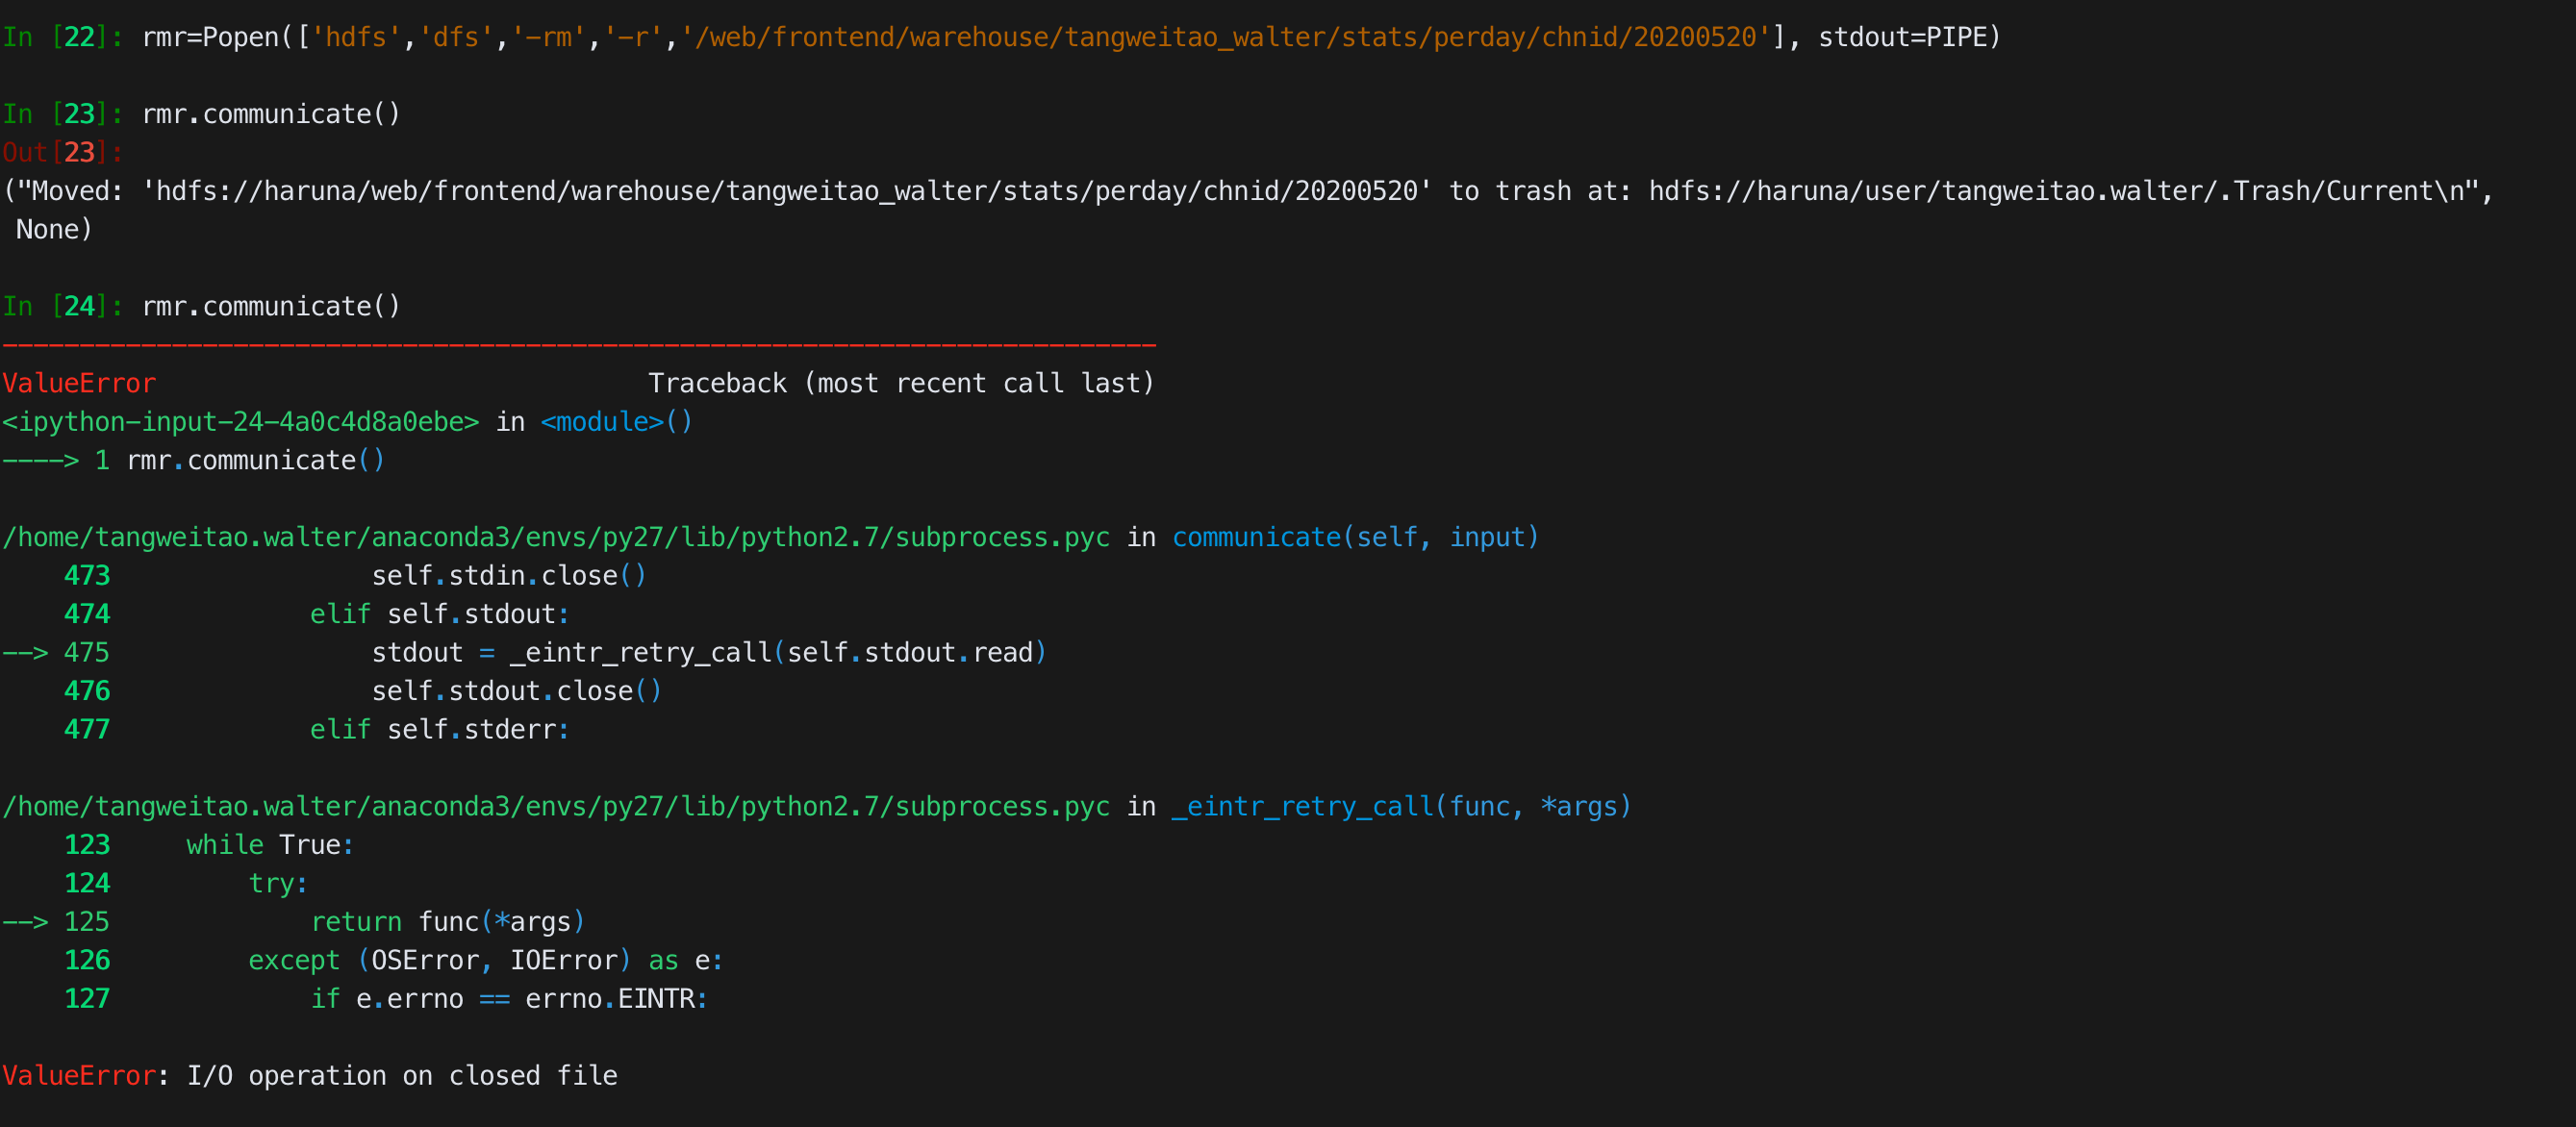 In [22]: rmr=Popen(['hdfs','dfs','-rm','-r','/web/frontend/warehouse/tangweitao_walter/stats/perday/chnid/20200520'], stdout=PIPE)
In [23]: rmr.communicate()
Out[23]:
("Moved: 'hdfs://haruna/web/frontend/warehouse/tangweitao_walter/stats/perday/chnid/20200520' to trash at: hdfs://haruna/user/tangweitao.walter/.Trash/Current\n",
 None)
In [24]: rmr.communicate()
---------------------------------------------------------------------------
ValueError                                Traceback (most recent call last)
<ipython-input-24-4a0c4d8a0ebe> in <module>()
----> 1 rmr.communicate()
/home/tangweitao.walter/anaconda3/envs/py27/lib/python2.7/subprocess.pyc in communicate(self, input)
    473                 self.stdin.close()
    474             elif self.stdout:
--> 475                 stdout = _eintr_retry_call(self.stdout.read)
    476                 self.stdout.close()
    477             elif self.stderr:
/home/tangweitao.walter/anaconda3/envs/py27/lib/python2.7/subprocess.pyc in _eintr_retry_call(func, *args)
    123     while True:
    124         try:
--> 125             return func(*args)
    126         except (OSError, IOError) as e:
    127             if e.errno == errno.EINTR:
ValueError: I/O operation on closed file